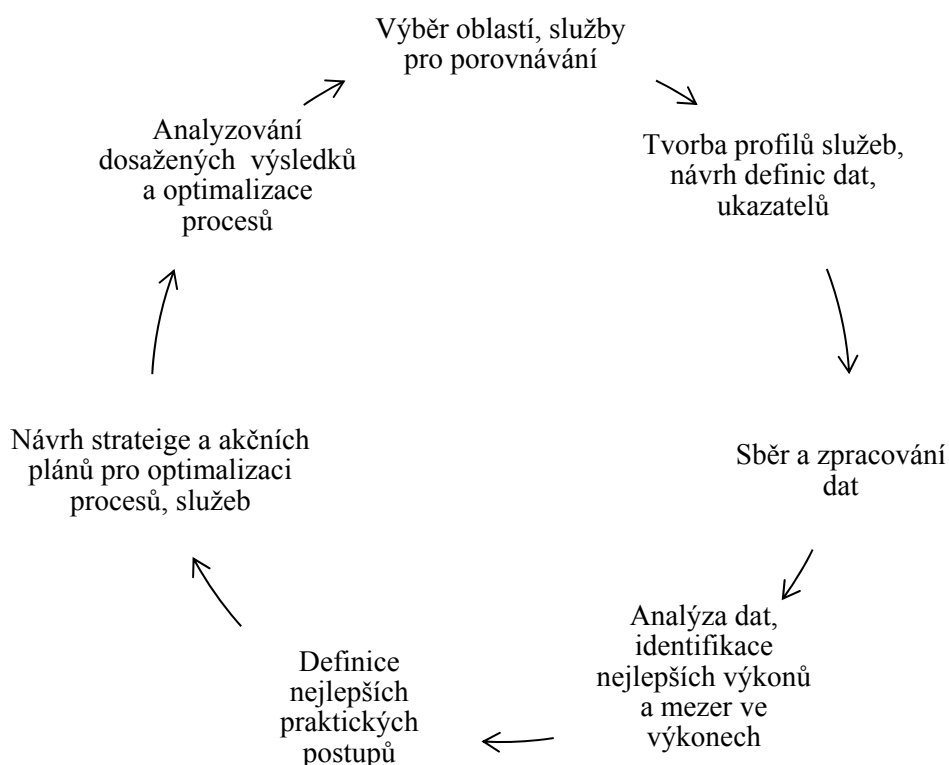 Výběr oblastí, služby
pro porovnávání
Tvorba profilů služeb,
návrh definic dat,
ukazatelů
Sběr a zpracování
dat
Analýza dat,
identifikace
nejlepších výkonů
a mezer ve
výkonech
Definice
nejlepších
praktických
postupů
Návrh strateige a akčních
plánů pro optimalizaci
procesů, služeb
Analyzování
dosažených výsledků
a optimalizace
procesů